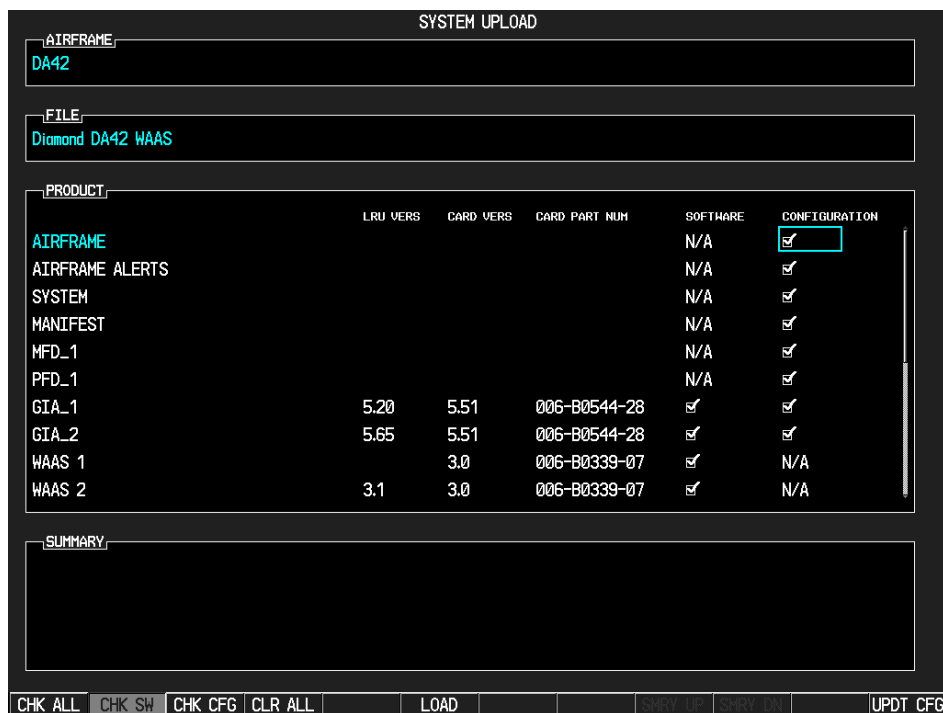 SYSTEM UPLOAD
AIRFRAME
DA42
FILE
Diamond DA42 WAAS
PRODUCT
LRU VERS CARD VERS CARD PART NUM SOFTWARE CONFIGURATION
AIRFRAME N/A
AIRFRAME ALERTS N/A
SYSTEM N/A
MANIFEST N/A
MFD_1 N/A
PFD_1 N/A
GIA_1 5.20 5.51 006-B0544-28
GIA_2 5.65 5.51 006-B0544-28
WAAS 1 3.0 006-B0339-07 N/A
WAAS 2 3.1 3.0 006-B0339-07 N/A
SUMMARY
CHK ALL CHK SW CHK CFG CLR ALL LOAD SMRY UP SMRY DN UPDT CFG